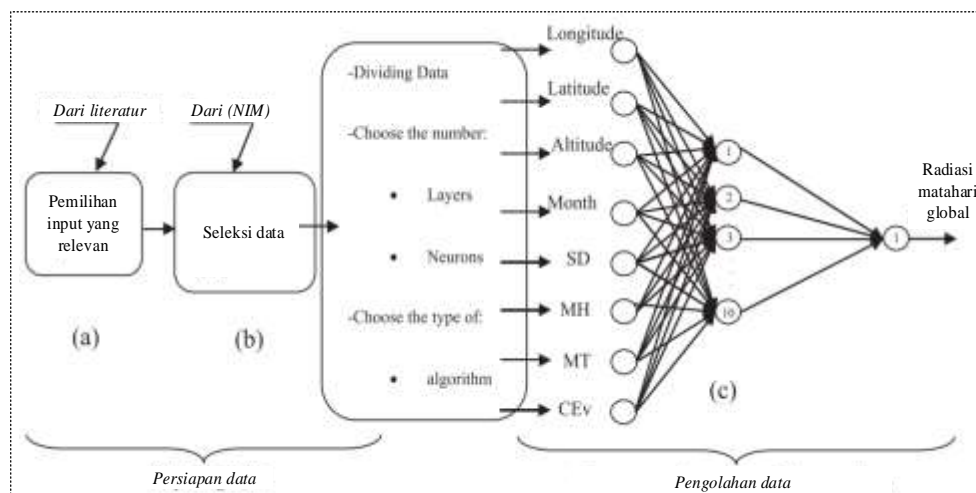 Dari literatur
Pemilihan
input yang
relevan
(a)
Dari (NIM)
Seleksi data
(b)
-Dividing Data
-Choose the number:
• Layers
• Neurons
-Choose the type of:
• algorithm
Longitude
Latitude
Altitude
Month
SD
MH
MT
CEv
1
2
3
10
1
(c)
Radiasi
matahari
global
Persiapan data
Pengolahan data